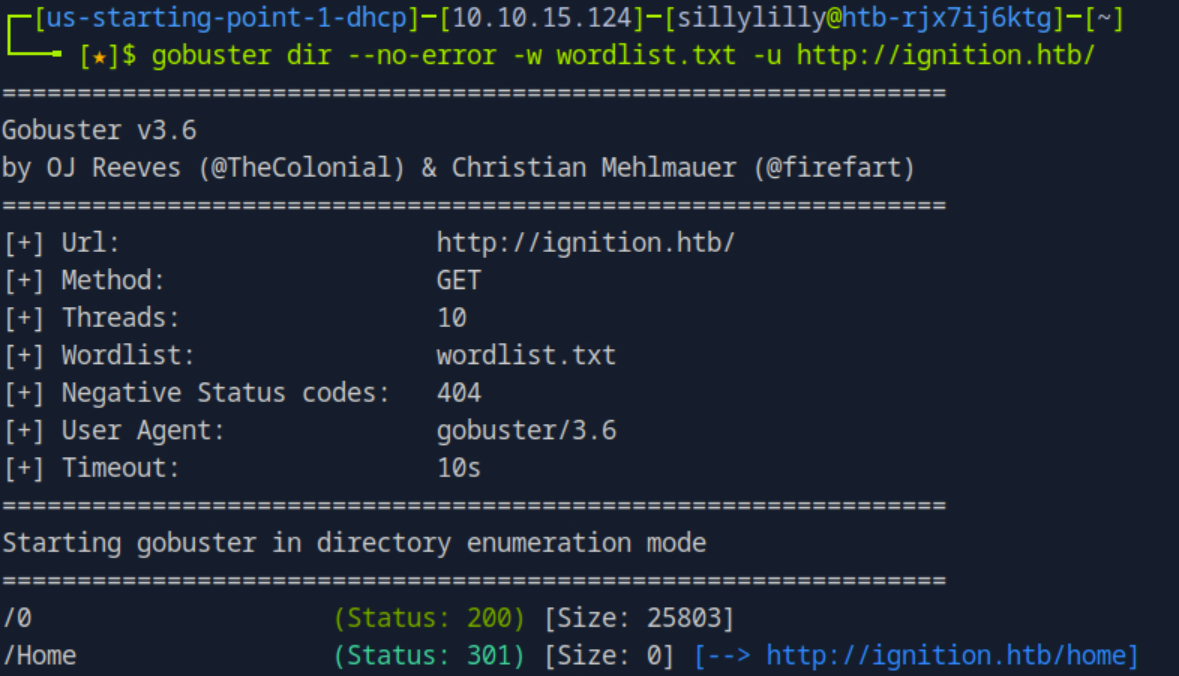 ┌─[us-starting-point-1-dhcp]─[10.10.15.124]─[sillylilly@htb-rjx7ij6ktg]─[~]
└──╼ [★]$ gobuster dir --no-error -w wordlist.txt -u http://ignition.htb/
===============================================================
Gobuster v3.6
by OJ Reeves (@TheColonial) & Christian Mehlmauer (@firefart)
===============================================================
[+] Url:                     http://ignition.htb/
[+] Method:                  GET
[+] Threads:                 10
[+] Wordlist:                wordlist.txt
[+] Negative Status codes:   404
[+] User Agent:              gobuster/3.6
[+] Timeout:                 10s
===============================================================
Starting gobuster in directory enumeration mode
===============================================================
/0                    (Status: 200) [Size: 25803]
/Home                 (Status: 301) [Size: 0] [--> http://ignition.htb/home]